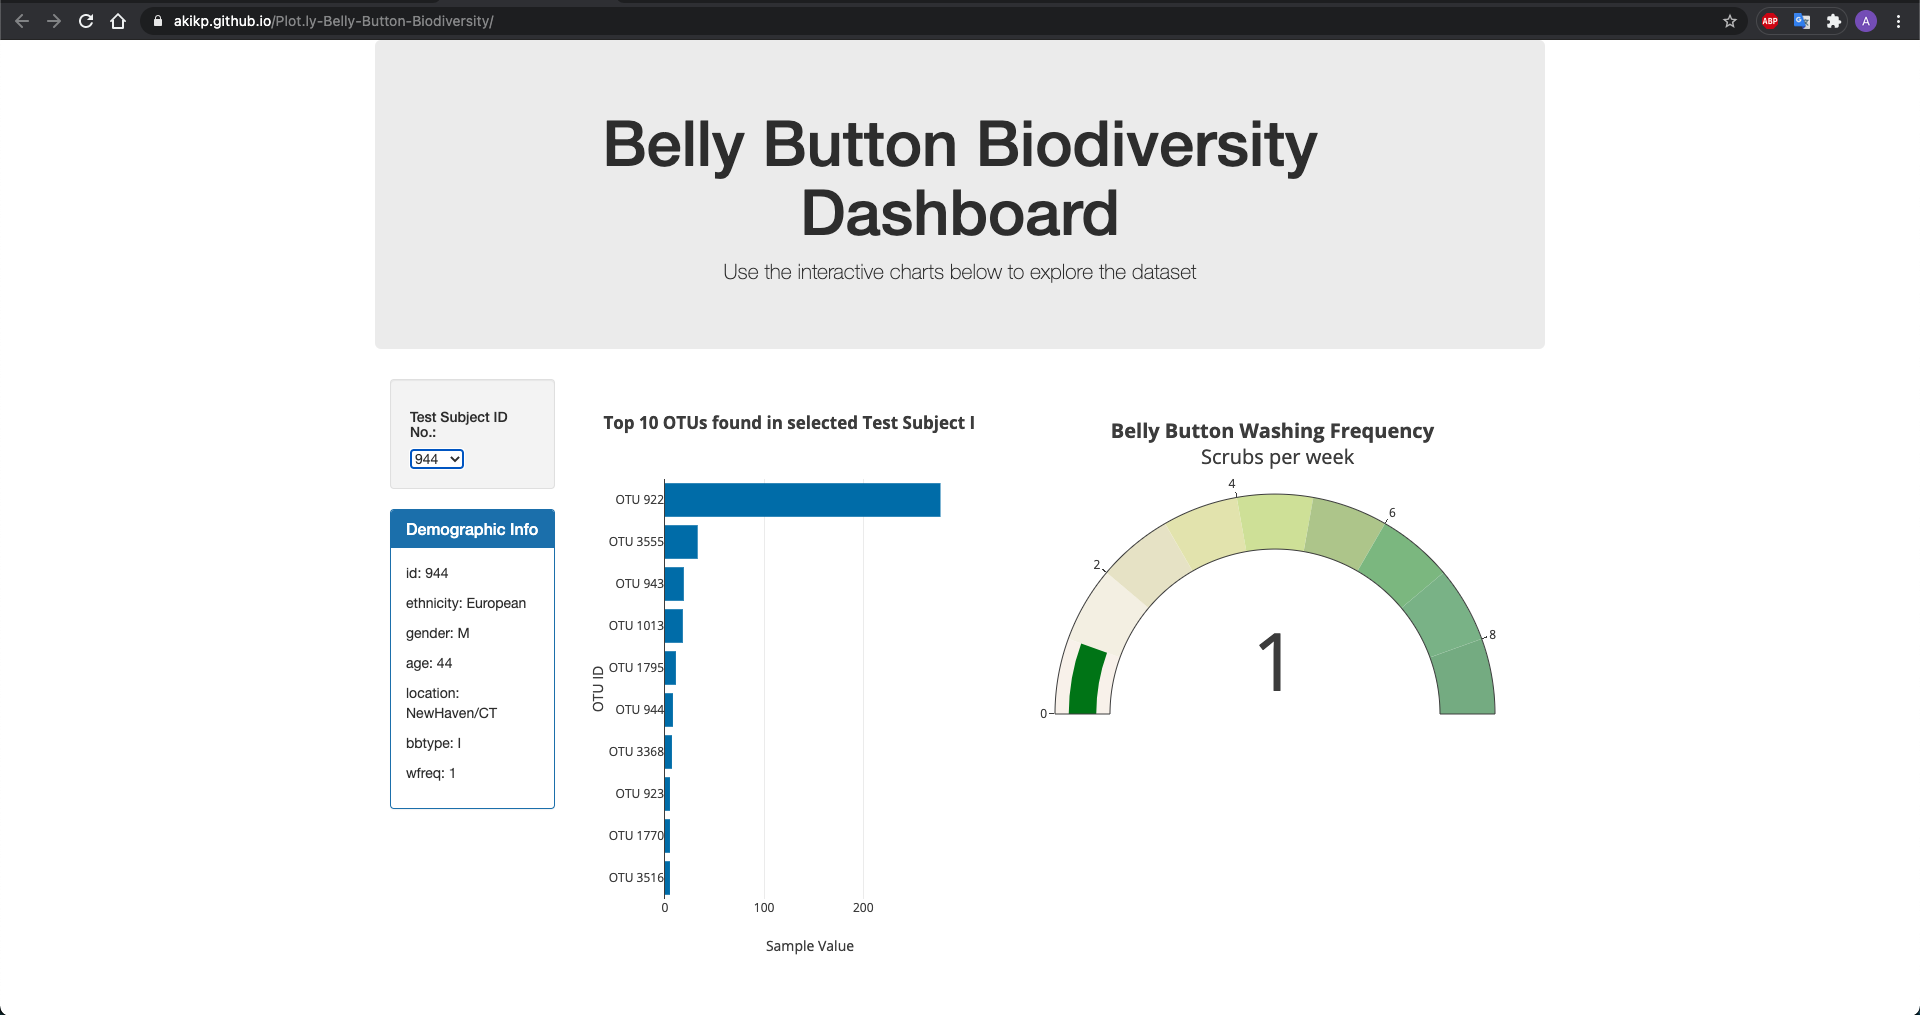 akikp.github.io/Plot.ly-Belly-Button-Biodiversity/
ABP
A
Belly Button Biodiversity
Dashboard
Use the interactive charts below to explore the dataset
Test Subject ID
No.:
944
Demographic Info
id: 944
ethnicity: European
gender: M
age: 44
location:
NewHaven/CT
bbtype: I
wfreq: 1
Top 10 OTUs found in selected Test Subject I
OTU ID
OTU 922
OTU 3555
OTU 943
OTU 1013
OTU 1795
OTU 944
OTU 3368
OTU 923
OTU 1770
OTU 3516
0
100
200
Sample Value
Belly Button Washing Frequency
Scrubs per week
0
2
4
6
8
1